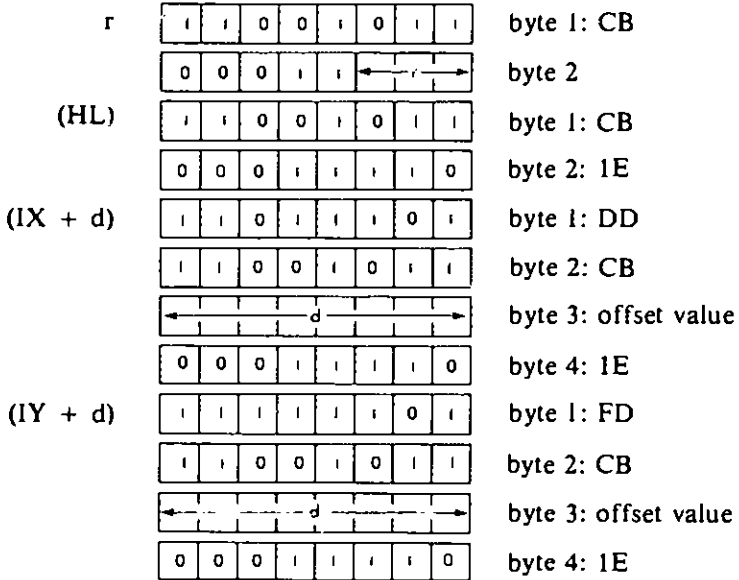 r 1 1 0 0 1 0 1 1 byte 1: CB
0 0 0 1 1 r byte 2
(HL) 1 1 0 0 1 0 1 1 byte 1: CB
0 0 0 1 1 1 1 0 byte 2: 1E
(IX + d) 1 1 0 1 1 1 0 1 byte 1: DD
1 1 0 0 1 0 1 1 byte 2: CB
d byte 3: offset value
0 0 0 1 1 1 1 0 byte 4: 1E
(IY + d) 1 1 1 1 1 1 0 1 byte 1: FD
1 1 0 0 1 0 1 1 byte 2: CB
d byte 3: offset value
0 0 0 1 1 1 1 0 byte 4: 1E